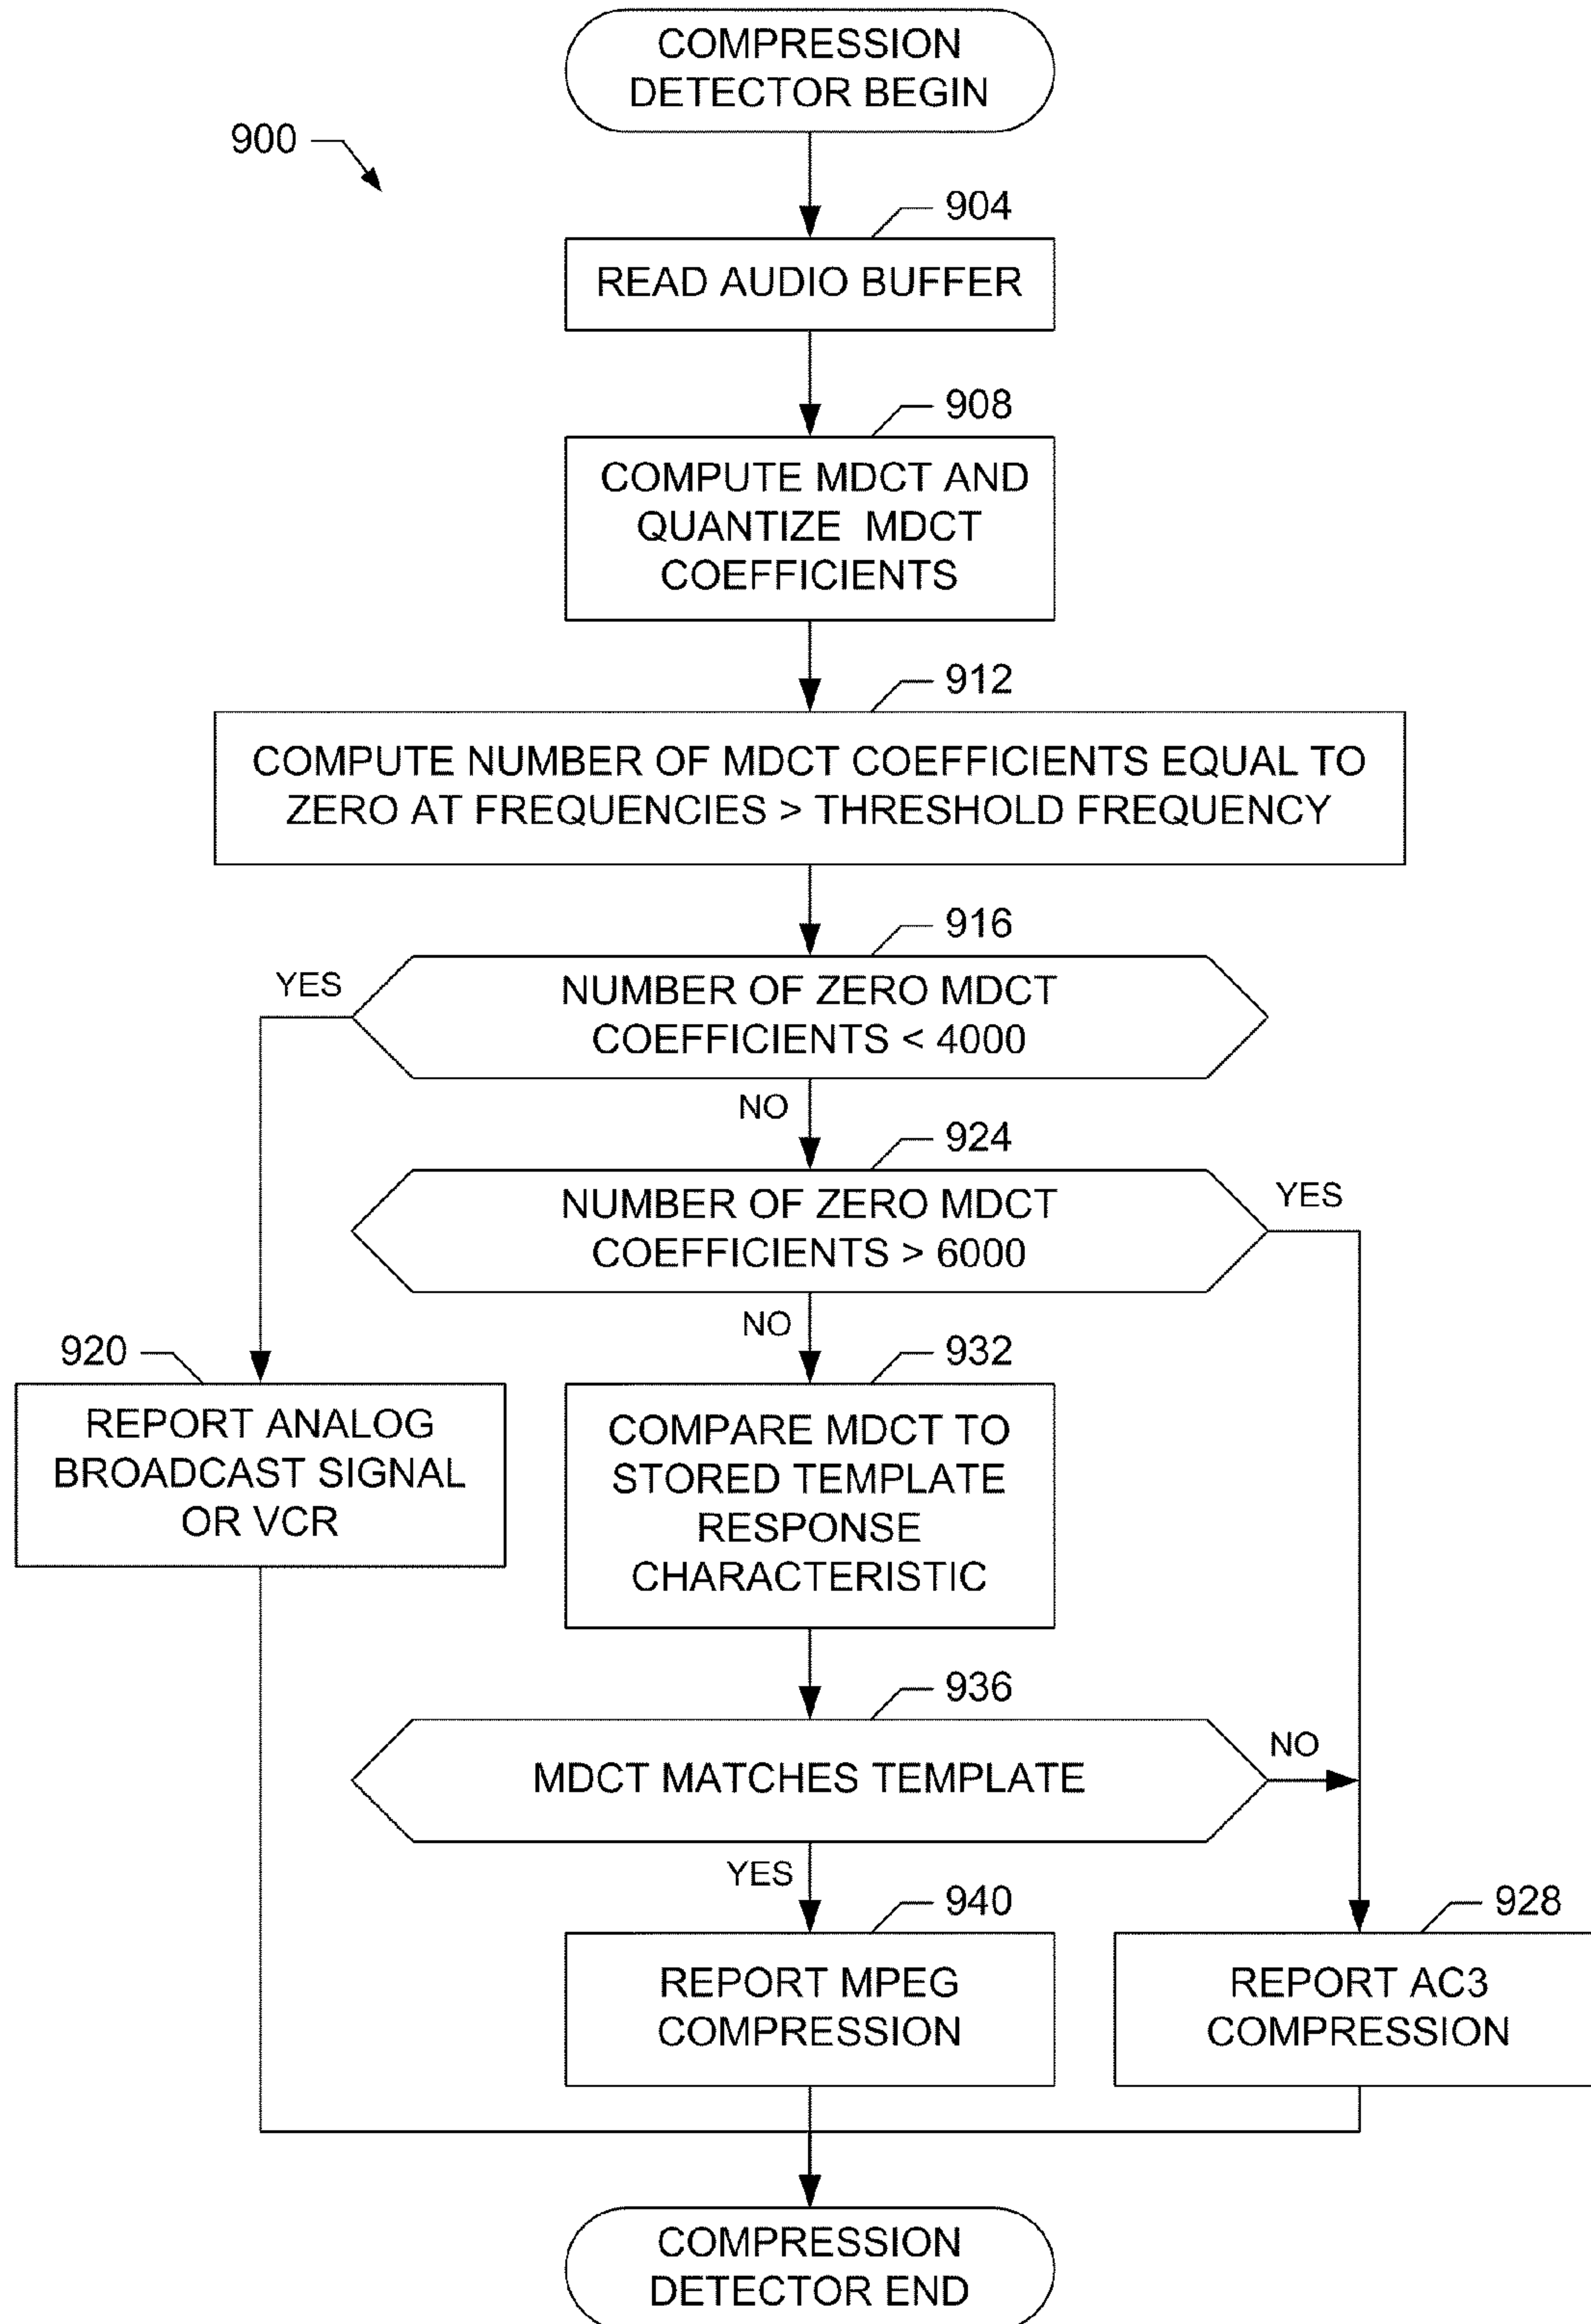 COMPRESSION
DETECTOR BEGIN
900
904
READ AUDIO BUFFER
908
COMPUTE MDCT AND
QUANTIZE MDCT
COEFFICIENTS
912
COMPUTE NUMBER OF MDCT COEFFICIENTS EQUAL TO
ZERO AT FREQUENCIES > THRESHOLD FREQUENCY
916
YES
NUMBER OF ZERO MDCT
COEFFICIENTS < 4000
NO
924
NUMBER OF ZERO MDCT
COEFFICIENTS > 6000
YES
NO
920
REPORT ANALOG
BROADCAST SIGNAL
OR VCR
932
COMPARE MDCT TO
STORED TEMPLATE
RESPONSE
CHARACTERISTIC
936
MDCT MATCHES TEMPLATE
NO
YES
940
REPORT MPEG
COMPRESSION
928
REPORT AC3
COMPRESSION
COMPRESSION
DETECTOR END